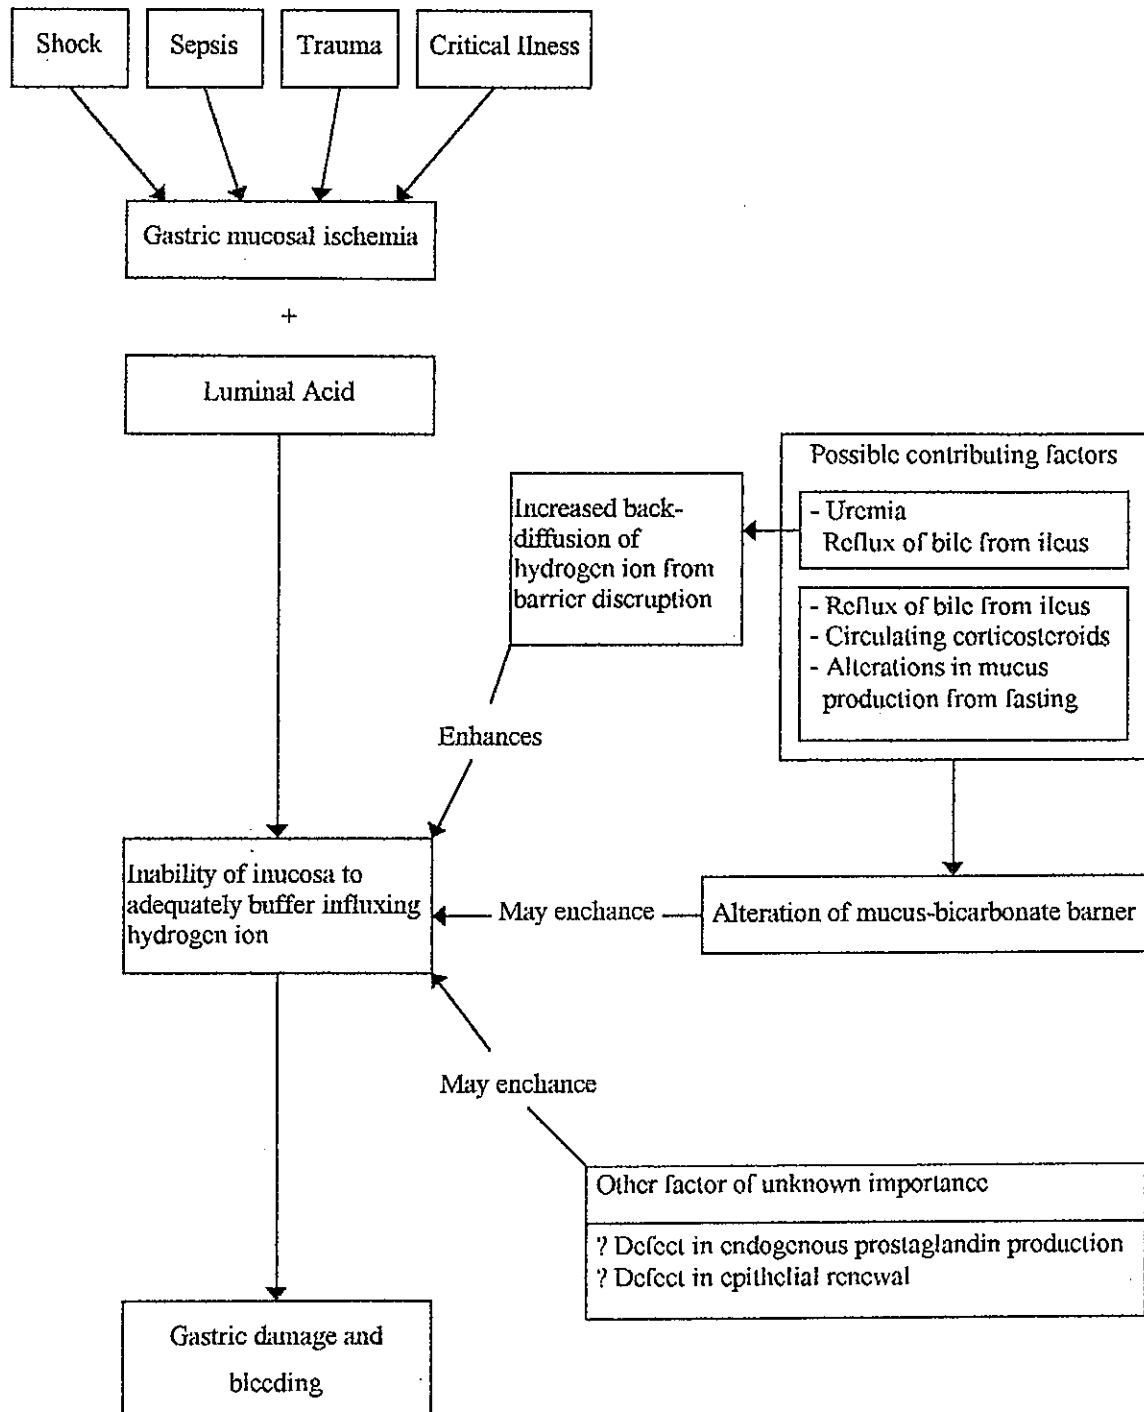 Shock
Sepsis
Trauma
Critical Ilness
Gastric mucosal ischemia
+
Luminal Acid
Possible contributing factors
- Uremia
Reflux of bile from ileus
- Reflux of bile from ileus
- Circulating corticosteroids
- Alterations in mucus
production from fasting
Increased back-
diffusion of
hydrogen ion from
barrier discruption
Enhances
Inability of inucosa to
adequately buffer influxing
hydrogen ion
May enchance
Alteration of mucus-bicarbonate barner
May enchance
Other factor of unknown importance
? Defect in endogenous prostaglandin production
? Defect in epithelial renewal
Gastric damage and
bleeding